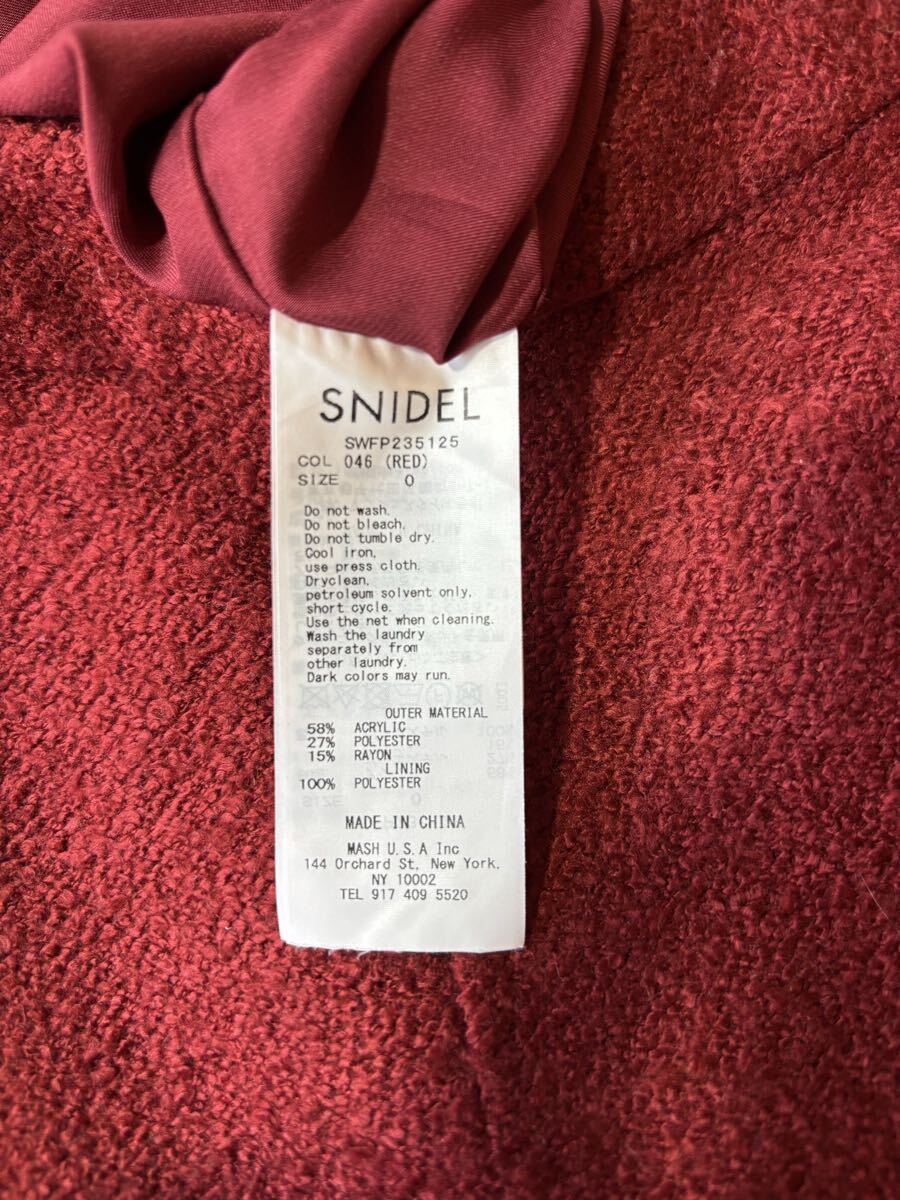 SNIDEL
SWFP235125
COL 046 (RED)
SIZE 0
Do not wash.
Do not bleach.
Do not tumble dry.
Cool iron,
use press cloth.
Dryclean,
petroleum solvent only,
short cycle.
Use the net when cleaning.
Wash the laundry
separately from
other laundry.
Dark colors may run.
OUTER MATERIAL
58% ACRYLIC
27% POLYESTER
15% RAYON
LINING
100% POLYESTER
MADE IN CHINA
MASH U.S.A Inc
144 Orchard St, New York.
NY 10002
TEL 917 409 5520